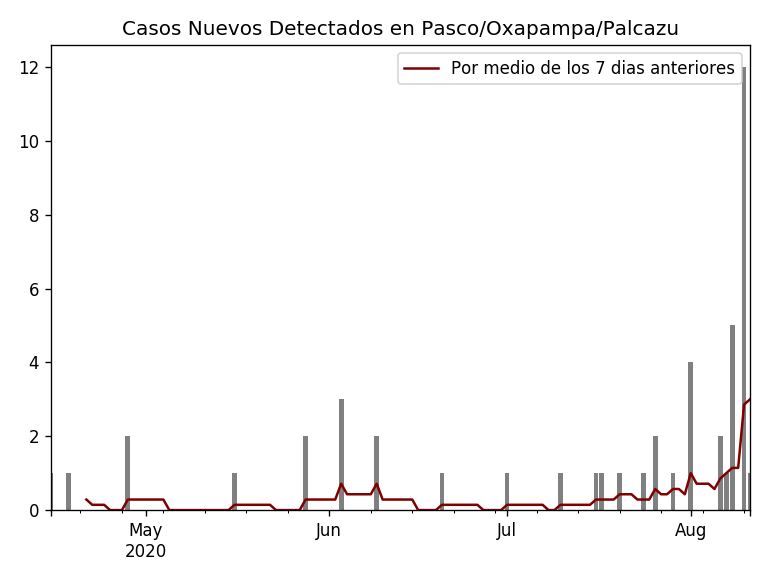 Casos Nuevos Detectados en Pasco/Oxapampa/Palcazu
Por medio de los 7 dias anteriores
12
10
8
6
4
2
0
May
2020
Jun
Jul
Aug